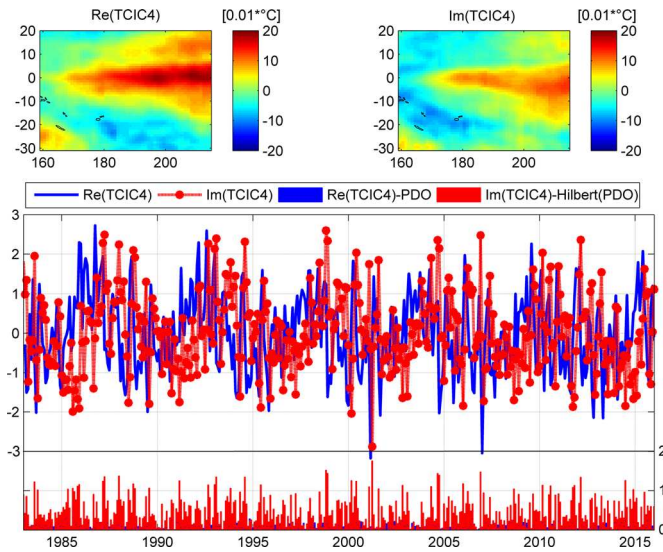 Re(TCIC4) [0.01*°C] Im(TCIC4) [0.01*°C]
20 20 20 20
10 10 10 10
0 0 0 0
-10 -10 -10 -10
-20 -20
-30 -20 -30 -20
160 180 200 160 180 200
Re(TCIC4) Im(TCIC4) Re(TCIC4)-PDO Im(TCIC4)-Hilbert(PDO)
3
2
1
0
-1
-2
-3 2
1
0
1985 1990 1995 2000 2005 2010 2015